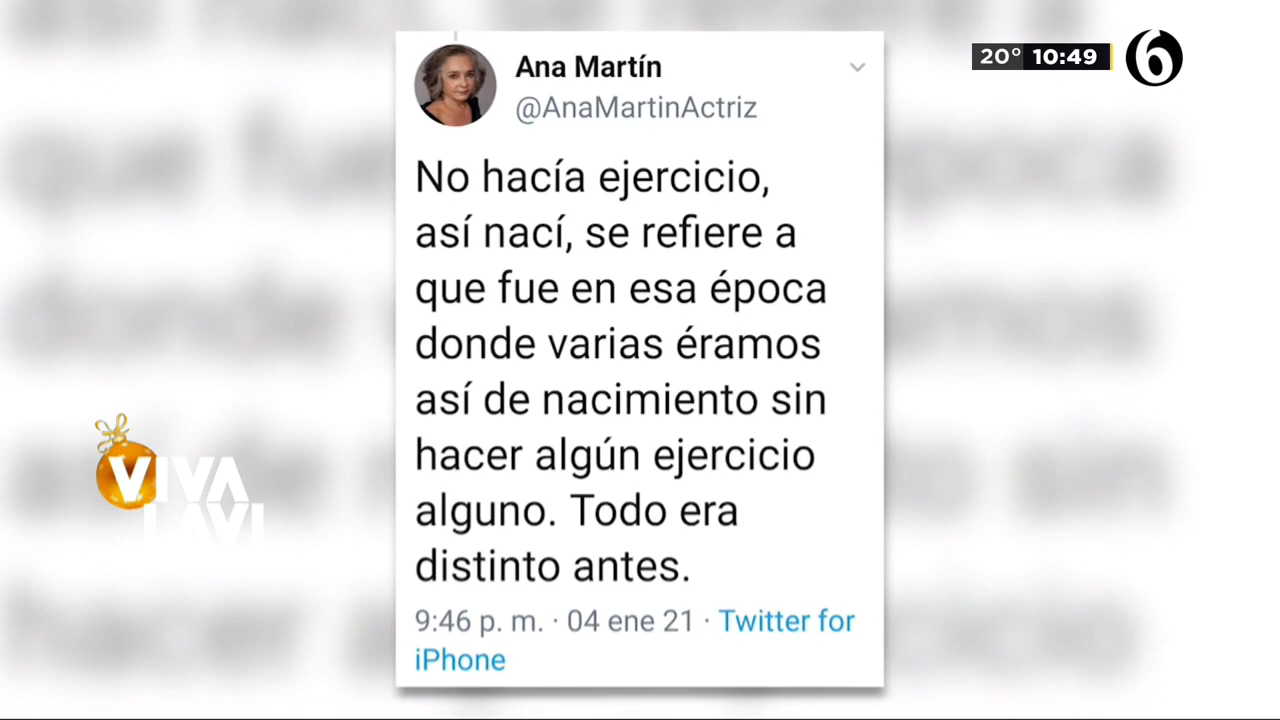 Ana Martín
@AnaMartinActriz
20° 10:49 6
No hacía ejercicio,
así nací, se refiere a
que fue en esa época
donde varias éramos
así de nacimiento sin
hacer algún ejercicio
alguno. Todo era
distinto antes.
9:46 p. m. · 04 ene 21 · Twitter for
iPhone
VIVA
LAVI